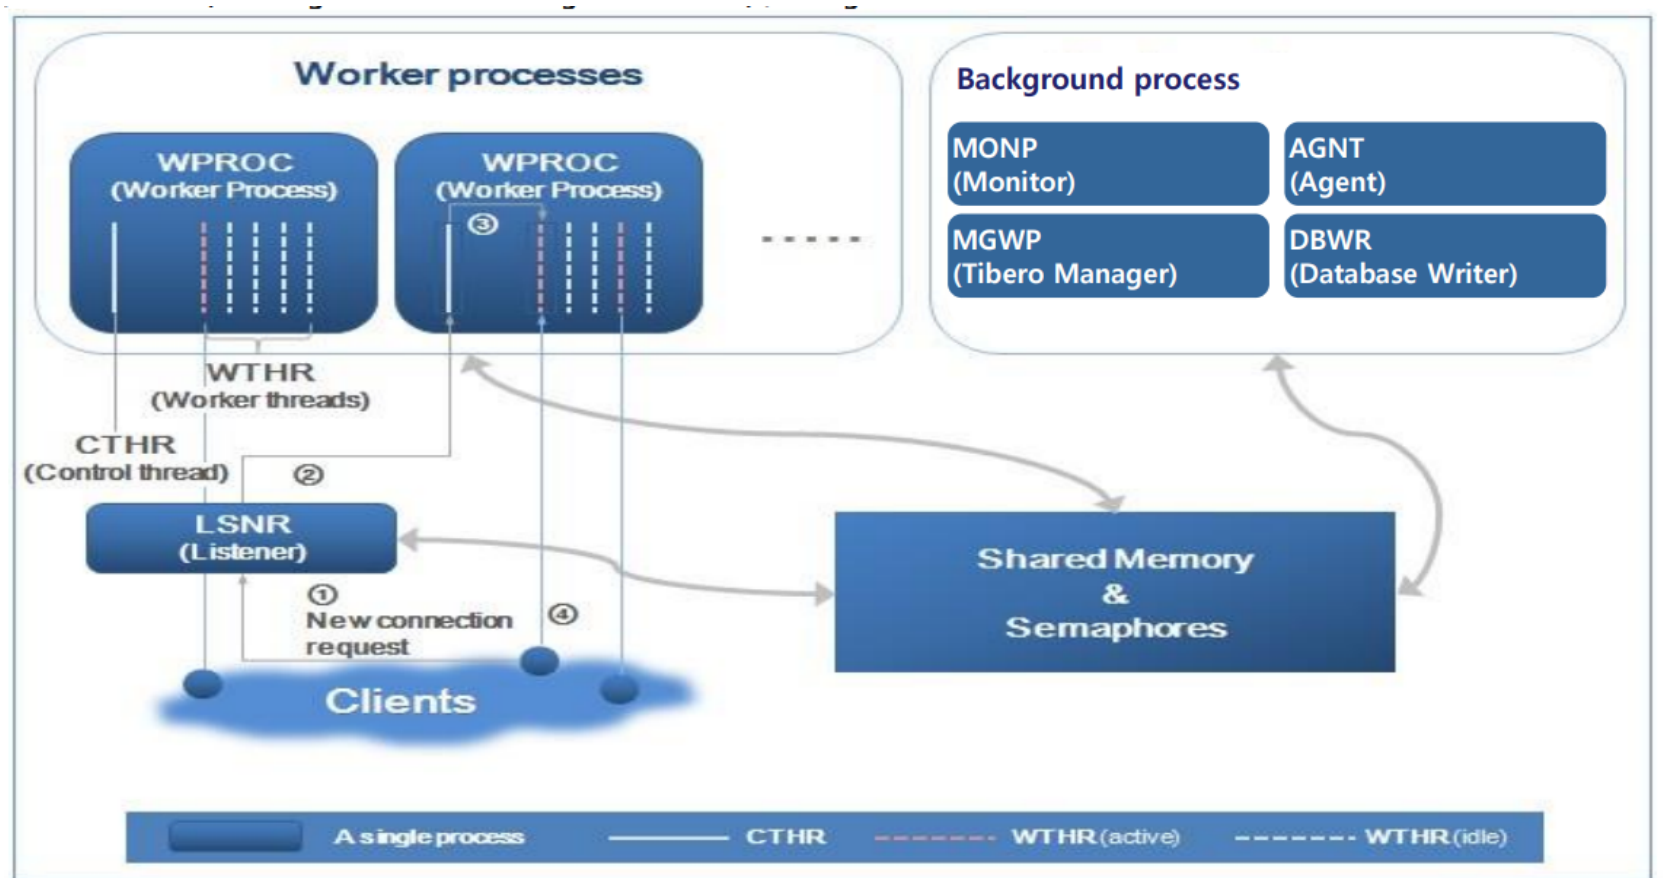 Worker processes
WPROC
(Worker Process)
WPROC
(Worker Process)
③
WTHR
(Worker threads)
CTHR
(Control thread)
②
LSNR
(Listener)
①
New connection
request
④
Clients
Background process
MONP
(Monitor)
AGNT
(Agent)
MGWP
(Tibero Manager)
DBWR
(Database Writer)
Shared Memory
&
Semaphores
A single process
CTHR
WTHR (active)
WTHR (idle)